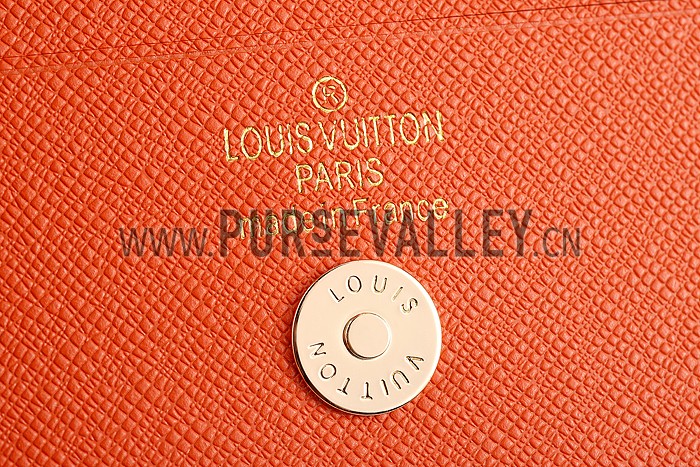 Ⓡ
LOUIS VUITTON
PARIS
made in France
WWW.PURSEVALLEY.CN
LOUIS
VUITTON